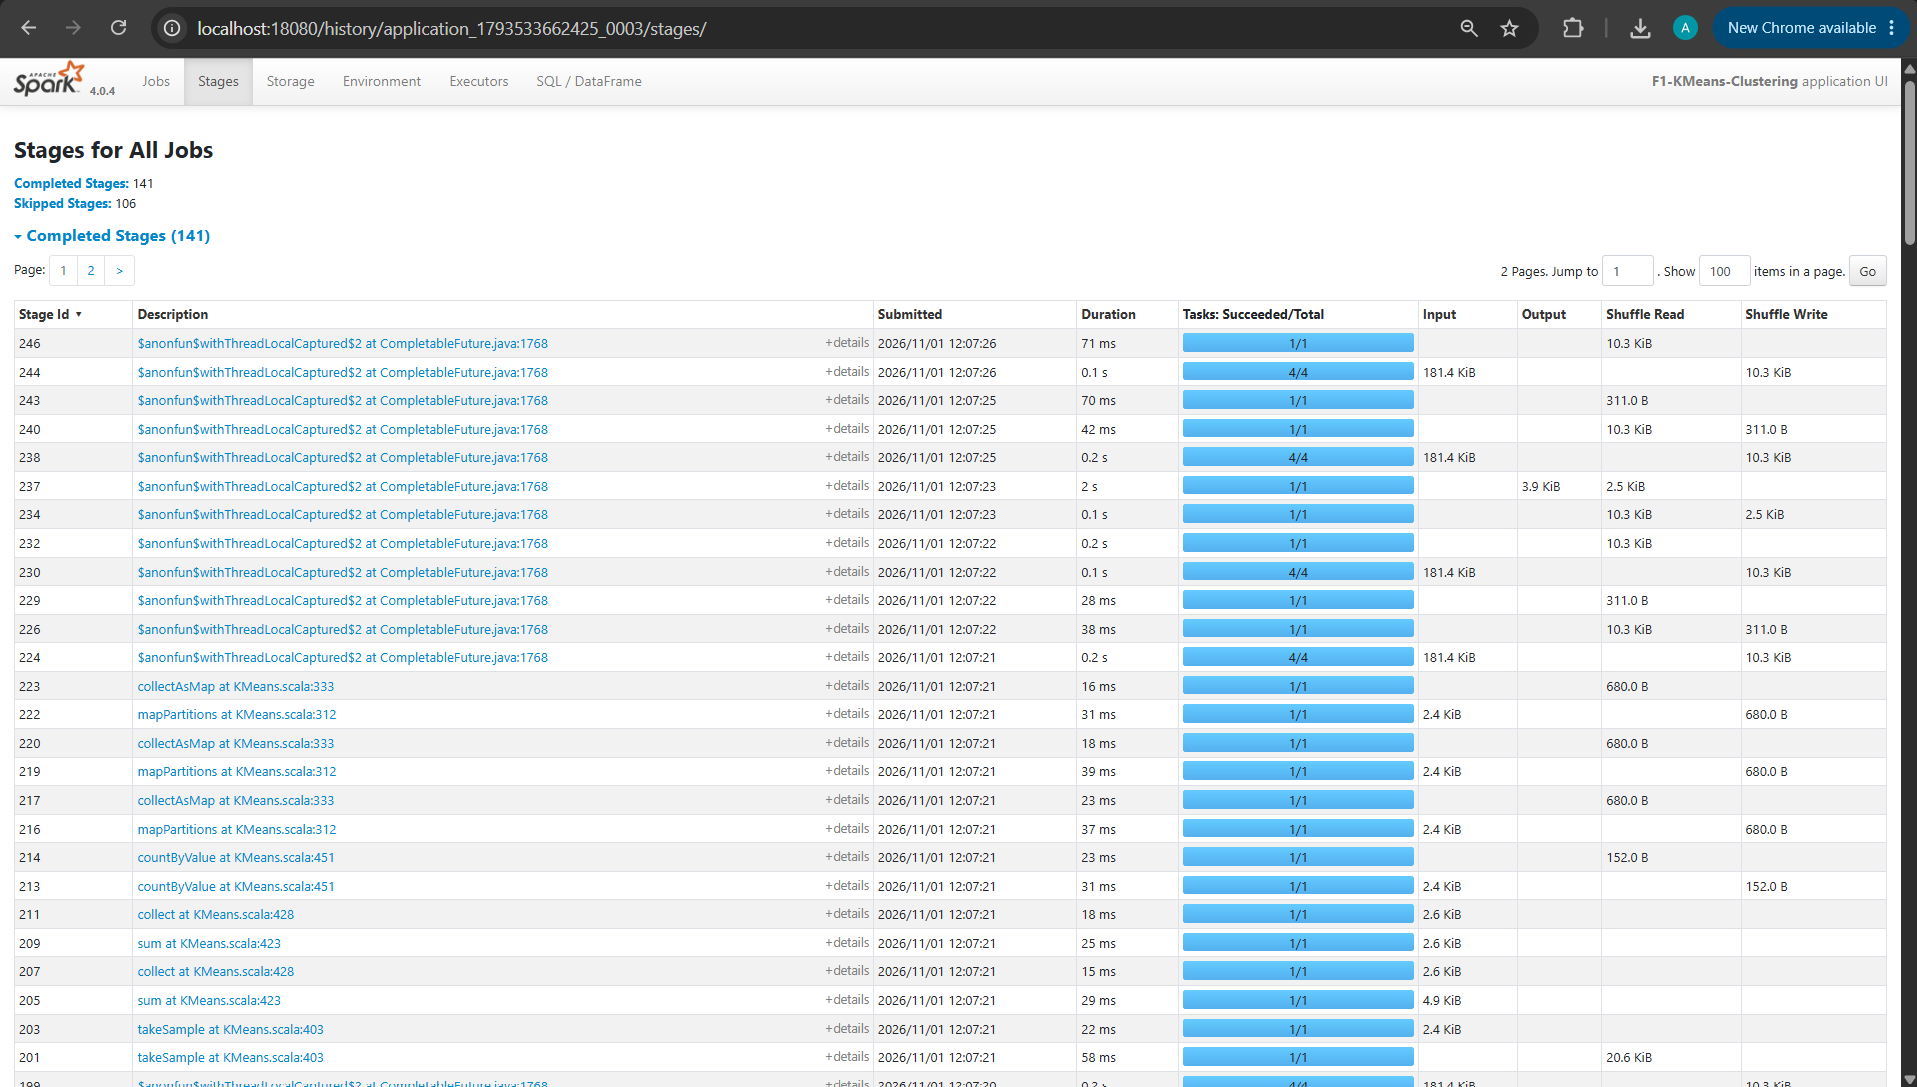 localhost:18080/history/application_1793533662425_0003/stages/
A
New Chrome available
APACHE
Spark 4.0.4
Jobs
Stages
Storage
Environment
Executors
SQL / DataFrame
F1-KMeans-Clustering application UI
Stages for All Jobs
Completed Stages: 141
Skipped Stages: 106
Completed Stages (141)
Page: 1 2 >
2 Pages. Jump to 1 . Show 100 items in a page. Go
Stage Id Description Submitted Duration Tasks: Succeeded/Total Input Output Shuffle Read Shuffle Write
246 $anonfun$withThreadLocalCaptured$2 at CompletableFuture.java:1768 +details 2026/11/01 12:07:26 71 ms 1/1 10.3 KiB
244 $anonfun$withThreadLocalCaptured$2 at CompletableFuture.java:1768 +details 2026/11/01 12:07:26 0.1 s 4/4 181.4 KiB 10.3 KiB
243 $anonfun$withThreadLocalCaptured$2 at CompletableFuture.java:1768 +details 2026/11/01 12:07:25 70 ms 1/1 311.0 B
240 $anonfun$withThreadLocalCaptured$2 at CompletableFuture.java:1768 +details 2026/11/01 12:07:25 42 ms 1/1 10.3 KiB 311.0 B
238 $anonfun$withThreadLocalCaptured$2 at CompletableFuture.java:1768 +details 2026/11/01 12:07:25 0.2 s 4/4 181.4 KiB 10.3 KiB
237 $anonfun$withThreadLocalCaptured$2 at CompletableFuture.java:1768 +details 2026/11/01 12:07:23 2 s 1/1 3.9 KiB 2.5 KiB
234 $anonfun$withThreadLocalCaptured$2 at CompletableFuture.java:1768 +details 2026/11/01 12:07:23 0.1 s 1/1 10.3 KiB 2.5 KiB
232 $anonfun$withThreadLocalCaptured$2 at CompletableFuture.java:1768 +details 2026/11/01 12:07:22 0.2 s 1/1 10.3 KiB
230 $anonfun$withThreadLocalCaptured$2 at CompletableFuture.java:1768 +details 2026/11/01 12:07:22 0.1 s 4/4 181.4 KiB 10.3 KiB
229 $anonfun$withThreadLocalCaptured$2 at CompletableFuture.java:1768 +details 2026/11/01 12:07:22 28 ms 1/1 311.0 B
226 $anonfun$withThreadLocalCaptured$2 at CompletableFuture.java:1768 +details 2026/11/01 12:07:22 38 ms 1/1 10.3 KiB 311.0 B
224 $anonfun$withThreadLocalCaptured$2 at CompletableFuture.java:1768 +details 2026/11/01 12:07:21 0.2 s 4/4 181.4 KiB 10.3 KiB
223 collectAsMap at KMeans.scala:333 +details 2026/11/01 12:07:21 16 ms 1/1 680.0 B
222 mapPartitions at KMeans.scala:312 +details 2026/11/01 12:07:21 31 ms 1/1 2.4 KiB 680.0 B
220 collectAsMap at KMeans.scala:333 +details 2026/11/01 12:07:21 18 ms 1/1 680.0 B
219 mapPartitions at KMeans.scala:312 +details 2026/11/01 12:07:21 39 ms 1/1 2.4 KiB 680.0 B
217 collectAsMap at KMeans.scala:333 +details 2026/11/01 12:07:21 23 ms 1/1 680.0 B
216 mapPartitions at KMeans.scala:312 +details 2026/11/01 12:07:21 37 ms 1/1 2.4 KiB 680.0 B
214 countByValue at KMeans.scala:451 +details 2026/11/01 12:07:21 23 ms 1/1 152.0 B
213 countByValue at KMeans.scala:451 +details 2026/11/01 12:07:21 31 ms 1/1 2.4 KiB 152.0 B
211 collect at KMeans.scala:428 +details 2026/11/01 12:07:21 18 ms 1/1 2.6 KiB
209 sum at KMeans.scala:423 +details 2026/11/01 12:07:21 25 ms 1/1 2.6 KiB
207 collect at KMeans.scala:428 +details 2026/11/01 12:07:21 15 ms 1/1 2.6 KiB
205 sum at KMeans.scala:423 +details 2026/11/01 12:07:21 29 ms 1/1 4.9 KiB
203 takeSample at KMeans.scala:403 +details 2026/11/01 12:07:21 22 ms 1/1 2.4 KiB
201 takeSample at KMeans.scala:403 +details 2026/11/01 12:07:21 58 ms 1/1 20.6 KiB
199 $anonfun$withThreadLocalCaptured$2 at CompletableFuture.java:1768 +details 2026/11/01 12:07:20 0.2 s 4/4 181.4 KiB 10.3 KiB